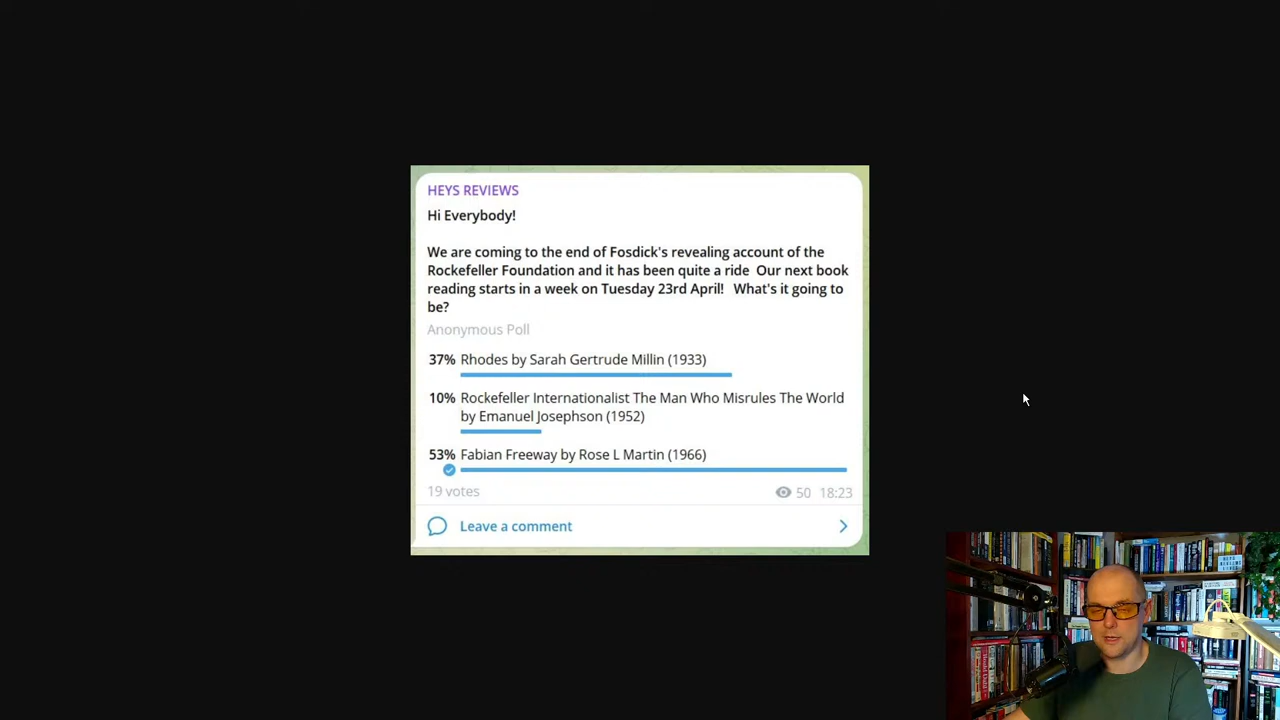 HEYS REVIEWS
Hi Everybody!
We are coming to the end of Fosdick's revealing account of the
Rockefeller Foundation and it has been quite a ride  Our next book
reading starts in a week on Tuesday 23rd April!   What's it going to
be?
Anonymous Poll
37% Rhodes by Sarah Gertrude Millin (1933)
10% Rockefeller Internationalist The Man Who Misrules The World
by Emanuel Josephson (1952)
53% Fabian Freeway by Rose L Martin (1966)
19 votes 50 18:23
Leave a comment